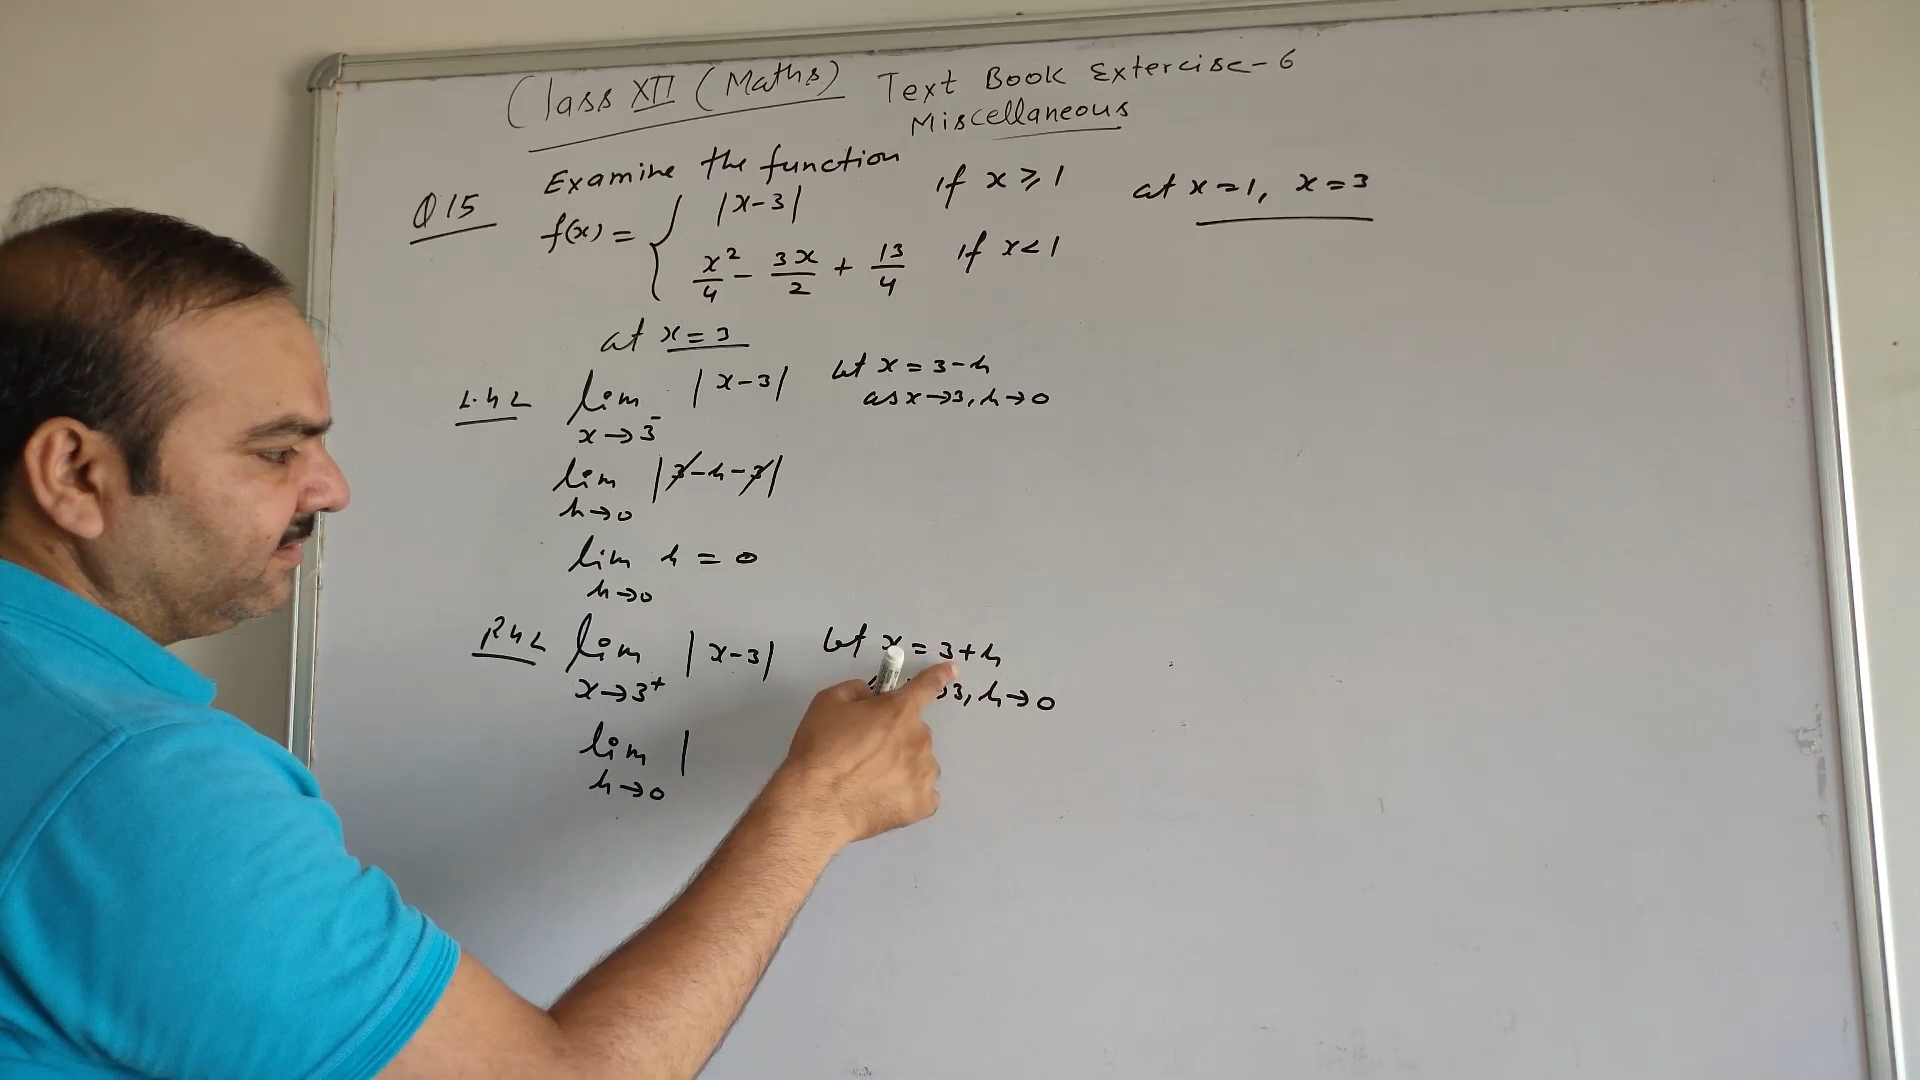 Class XII (Maths) Text Book Extercise-6
Miscellaneous
Q15 Examine the function
f(x) = { |x-3| if x ⩾ 1 at x=1, x=3
x²/4 - 3x/2 + 13/4 if x<1
at x=3
L.h.L lim x→3⁻ |x-3| let x = 3-h
as x→3, h→0
lim h→0 |3-h-3|
lim h→0 h = 0
RhL lim x→3⁺ |x-3| let x = 3+h
→3, h→0
lim h→0 |